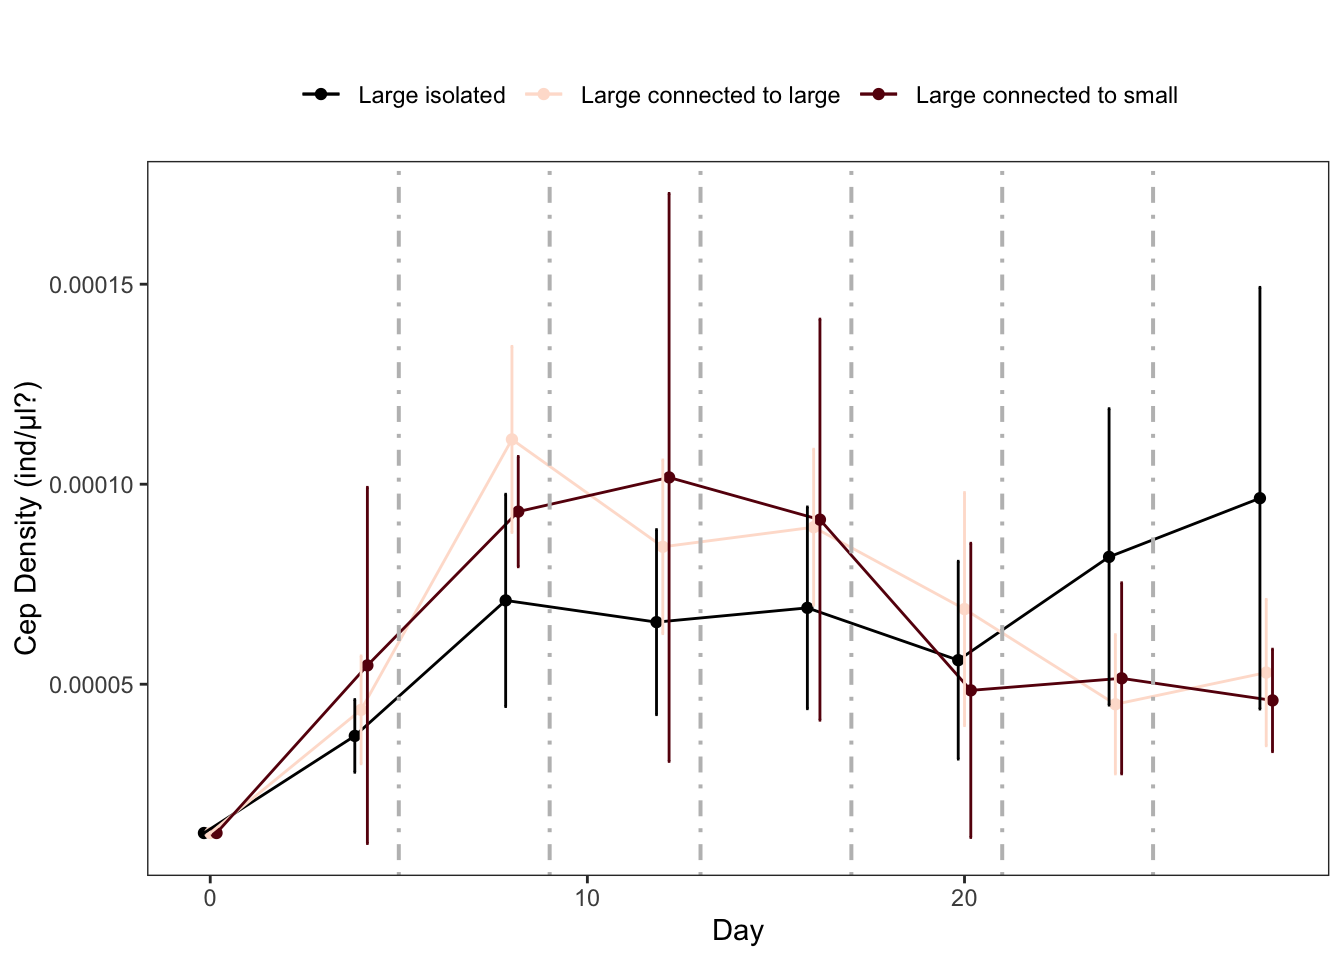 Large isolated Large connected to large Large connected to small
Cep Density (ind/μl?)
0.00015
0.00010
0.00005
0 10 20
Day